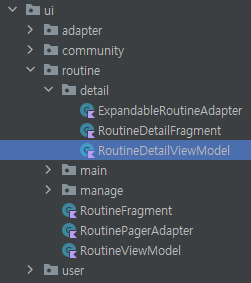 ui
adapter
community
routine
detail
ExpandableRoutineAdapter
RoutineDetailFragment
RoutineDetailViewModel
main
manage
RoutineFragment
RoutinePagerAdapter
RoutineViewModel
user